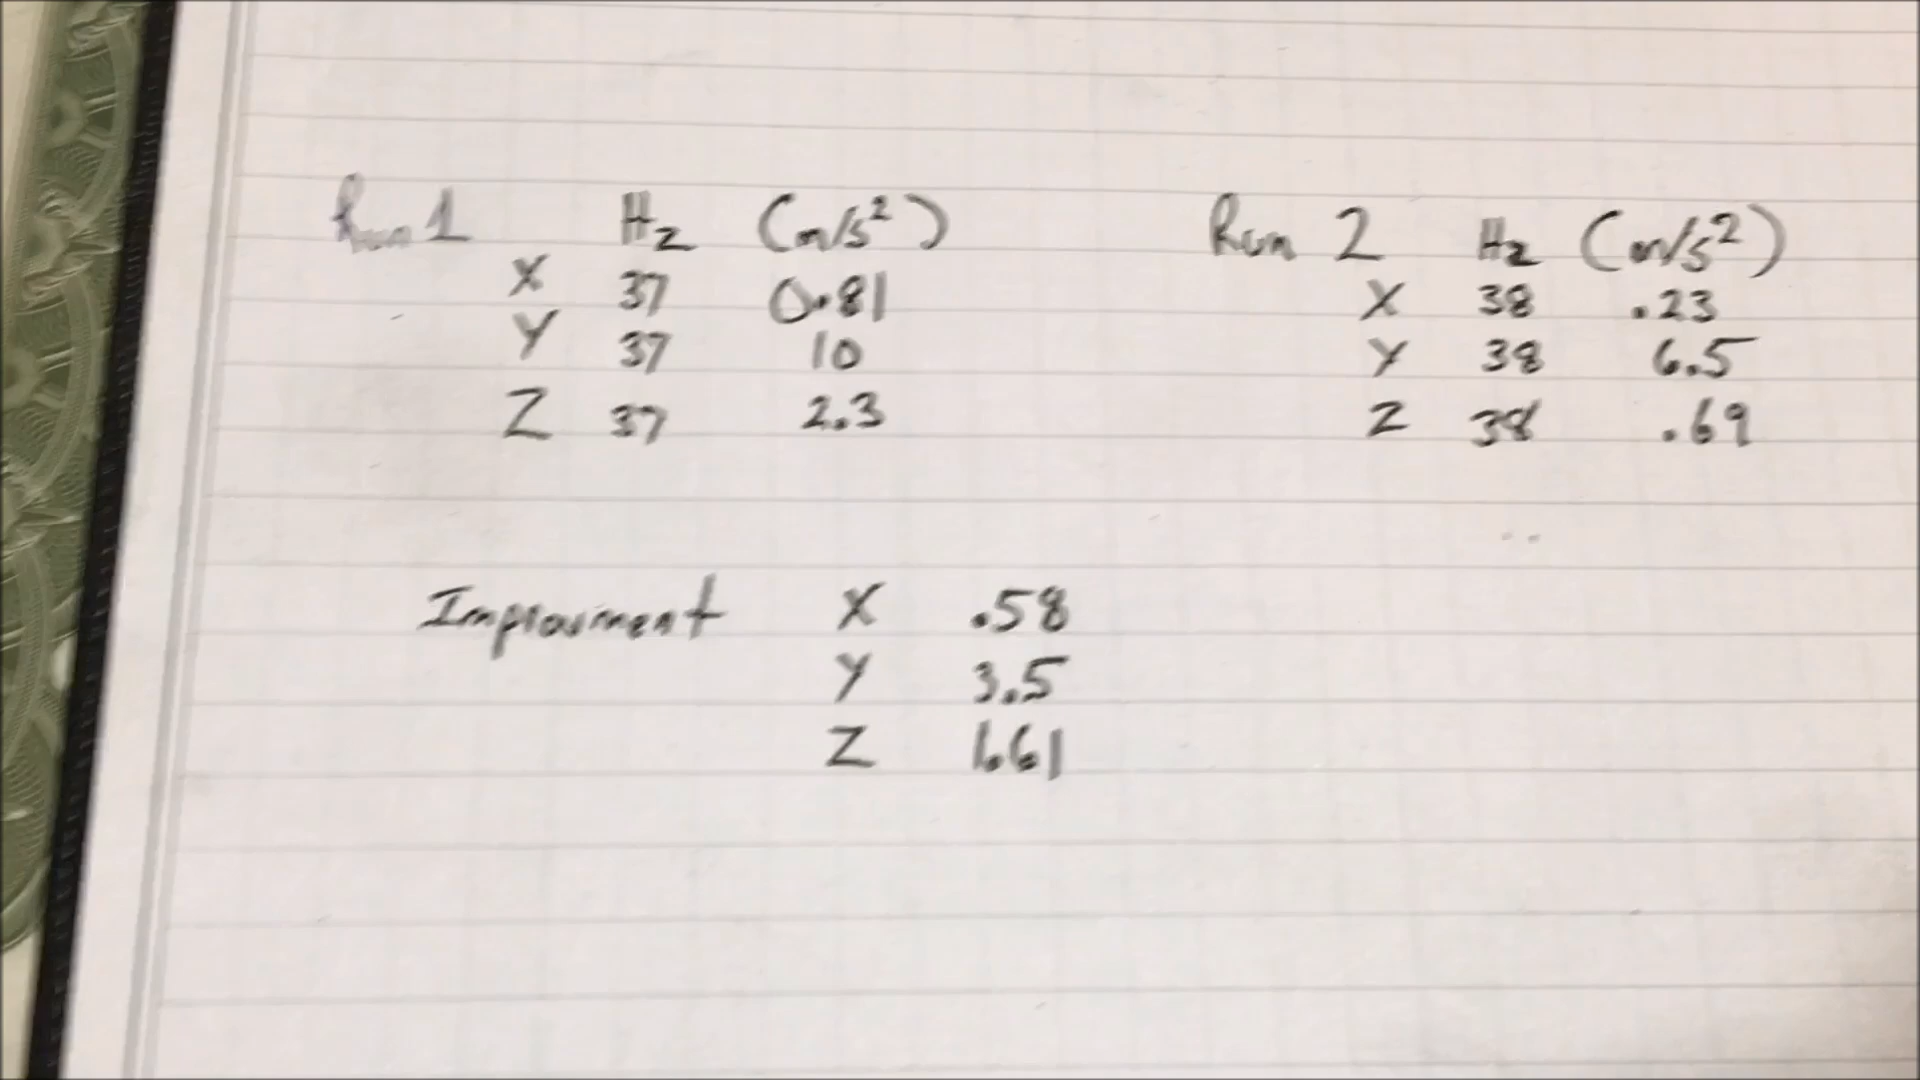 Run 1 Hz (m/s²)
X 37 0.81
Y 37 10
Z 37 2.3
Run 2 Hz (m/s²)
X 38 .23
Y 38 6.5
Z 38 .69
Improvment X .58
Y 3.5
Z 1.61